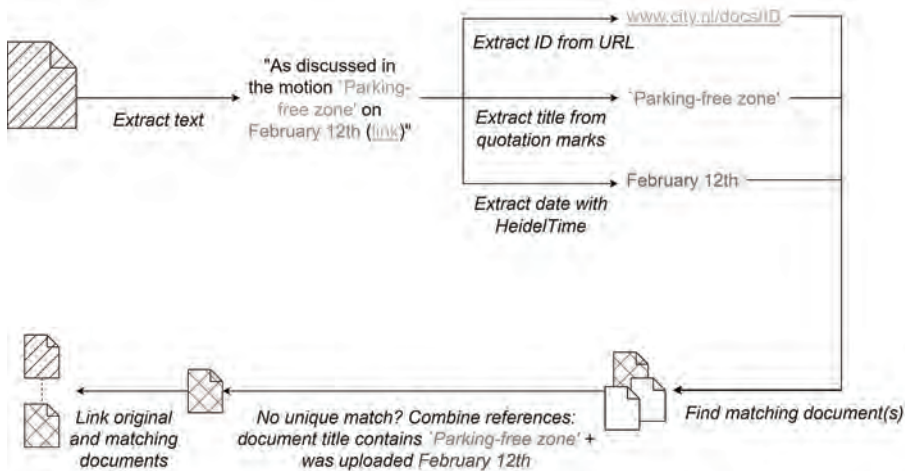 www.city.nl/docs/ID
Extract ID from URL
"As discussed in
the motion `Parking-
free zone' on
February 12th (link)"
Extract text
`Parking-free zone'
Extract title from
quotation marks
February 12th
Extract date with
HeidelTime
Find matching document(s)
No unique match? Combine references:
document title contains `Parking-free zone' +
was uploaded February 12th
Link original
and matching
documents